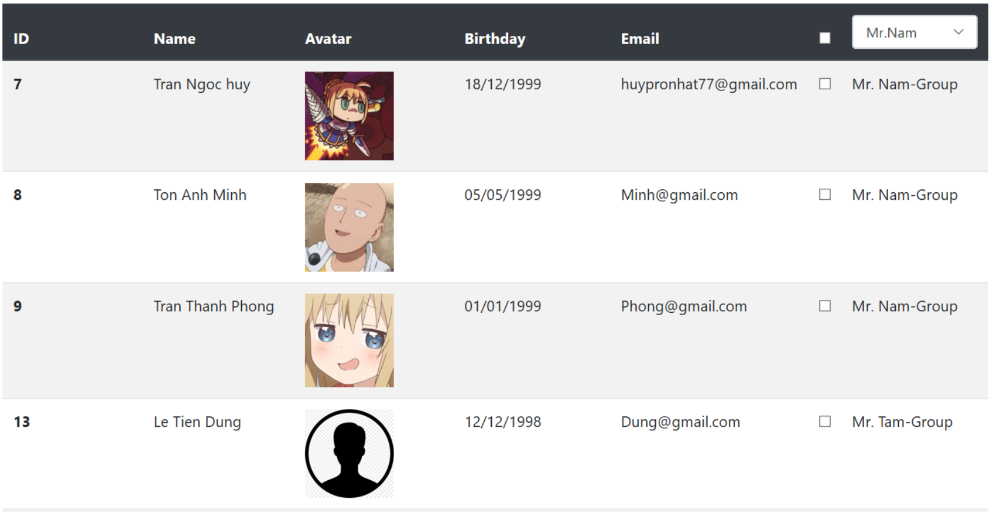 ID Name Avatar Birthday Email Mr.Nam
7 Tran Ngoc huy 18/12/1999 huypronhat77@gmail.com Mr. Nam-Group
8 Ton Anh Minh 05/05/1999 Minh@gmail.com Mr. Nam-Group
9 Tran Thanh Phong 01/01/1999 Phong@gmail.com Mr. Nam-Group
13 Le Tien Dung 12/12/1998 Dung@gmail.com Mr. Tam-Group